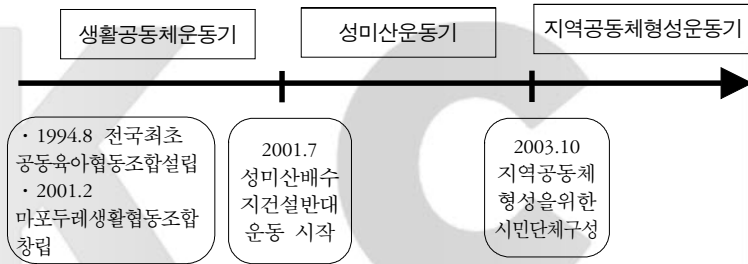 생활공동체운동기
성미산운동기
지역공동체형성운동기
· 1994.8 전국최초
공동육아협동조합설립
· 2001.2
마포두레생활협동조합
창립
2001.7
성미산배수
지건설반대
운동 시작
2003.10
지역공동체
형성을위한
시민단체구성